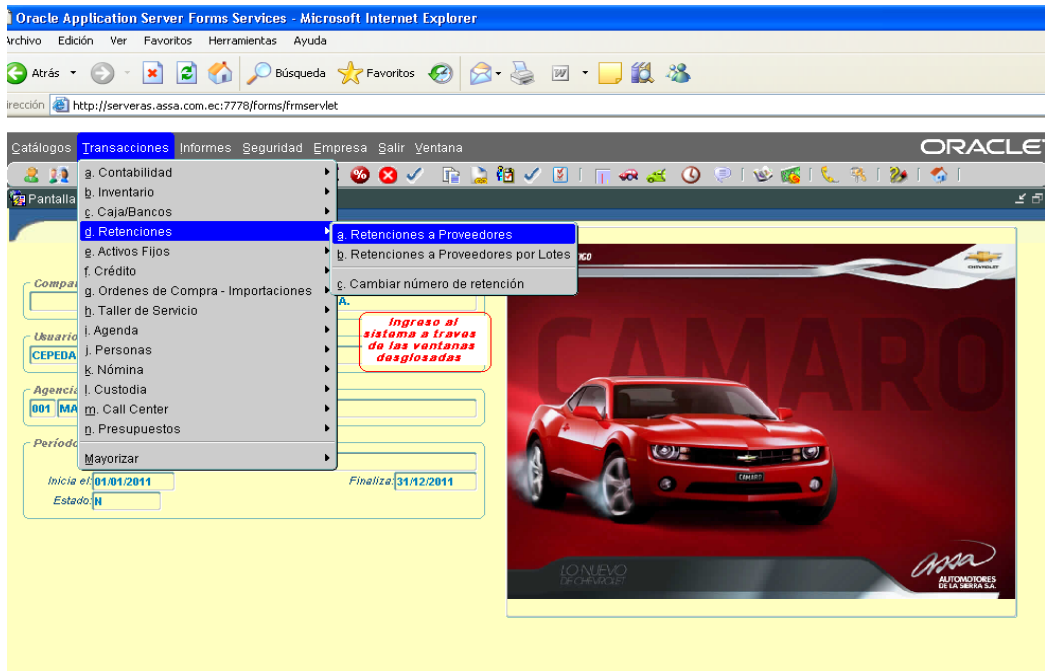 Oracle Application Server Forms Services - Microsoft Internet Explorer
Archivo Edición Ver Favoritos Herramientas Ayuda
Atrás Búsqueda Favoritos
irección http://serveras.assa.com.ec:7778/forms/frmservlet
Catálogos Transacciones Informes Seguridad Empresa Salir Ventana ORACLE
Pantalla
a. Contabilidad
b. Inventario
c. Caja/Bancos
d. Retenciones
e. Activos Fijos
f. Crédito
g. Ordenes de Compra - Importaciones
h. Taller de Servicio
i. Agenda
j. Personas
k. Nómina
l. Custodia
m. Call Center
n. Presupuestos
Mayorizar
a. Retenciones a Proveedores
b. Retenciones a Proveedores por Lotes
c. Cambiar número de retención
Compa
A.
Ingreso al
sistema a traves
de las ventanas
desglosadas
Usuario
CEPEDA
Agencia
001 MA
Período
Inicia el: 01/01/2011 Finaliza: 31/12/2011
Estado: N
CHEVROLET
CAMARO
CAMARO
LO NUEVO
DE CHEVROLET
assa
AUTOMOTORES
DE LA SIERRA S.A.